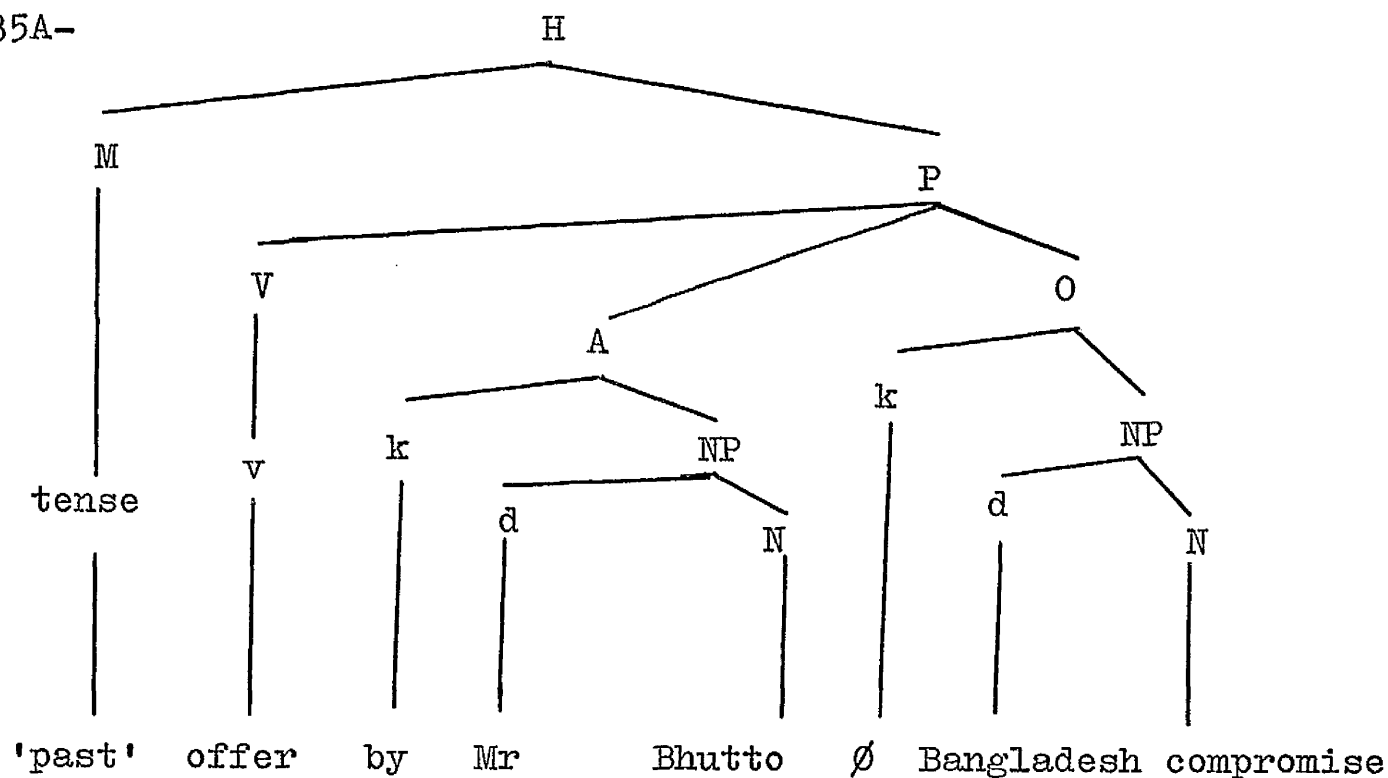 35A-
H
M
P
V
O
A
k
k
NP
NP
v
tense
d
d
N
N
'past' offer by Mr Bhutto Ø Bangladesh compromise